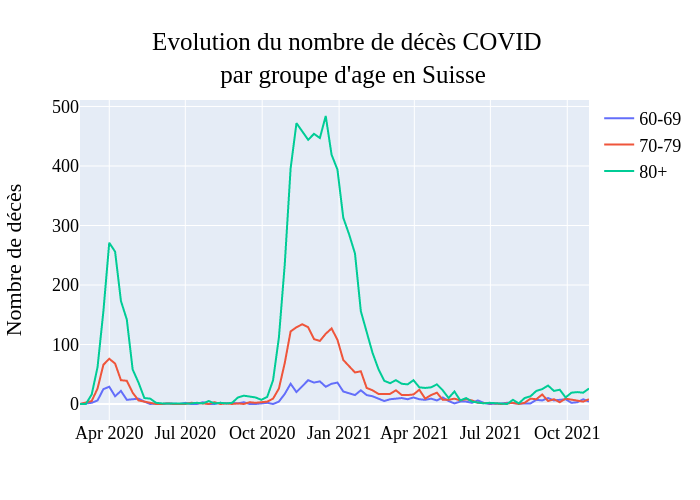 Evolution du nombre de décès COVID
par groupe d'age en Suisse
Nombre de décès
500
400
300
200
100
0
Apr 2020
Jul 2020
Oct 2020
Jan 2021
Apr 2021
Jul 2021
Oct 2021
60-69
70-79
80+